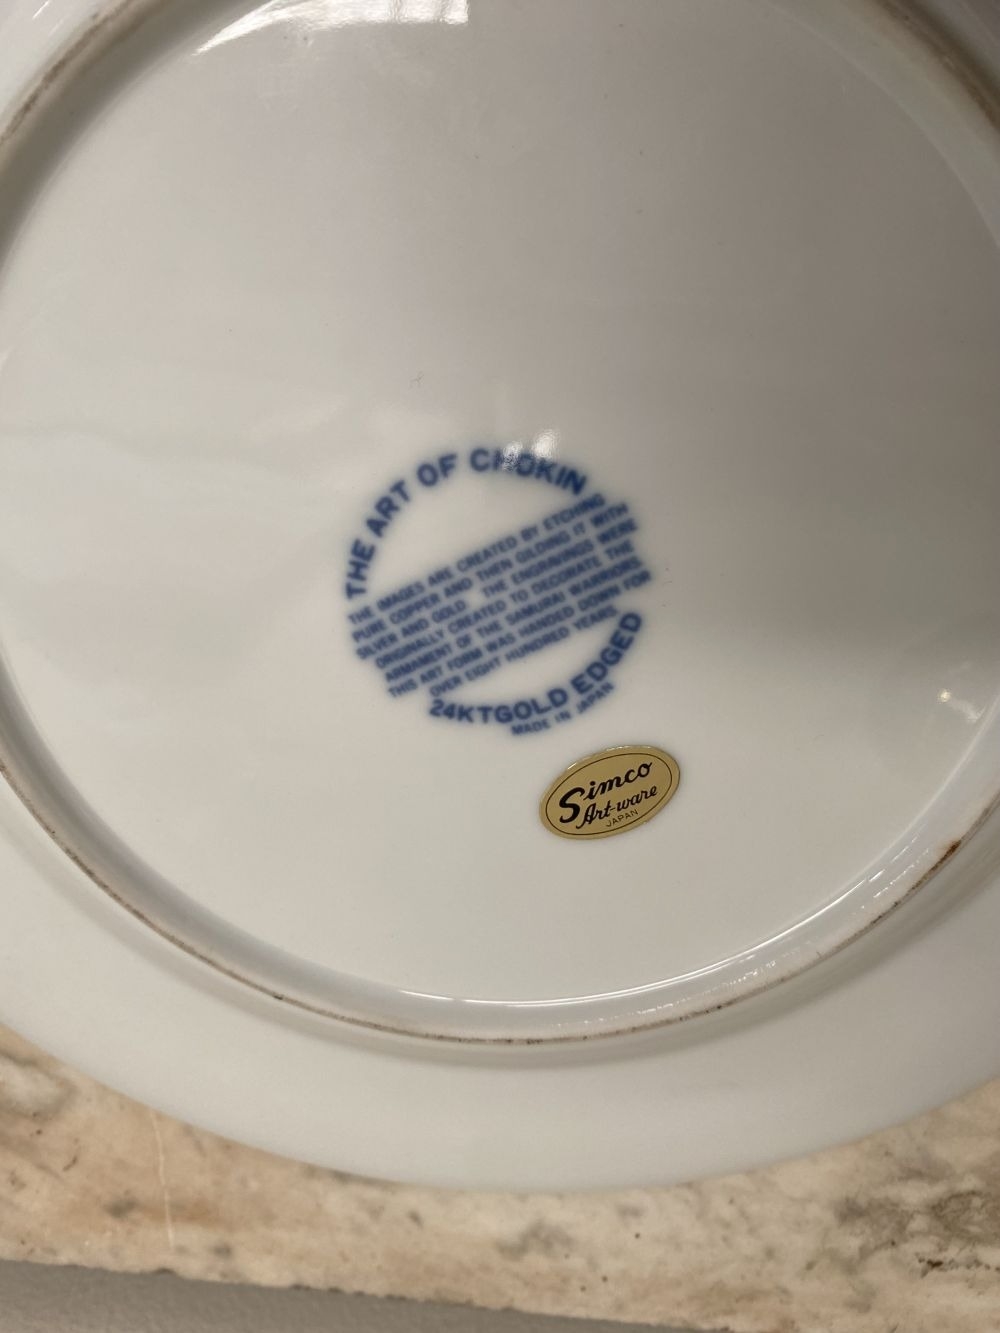 THE ART OF CHOKIN
THE IMAGES ARE CREATED BY ETCHING
PURE COPPER AND THEN GILDING IT WITH
SILVER AND GOLD. THE ENGRAVINGS WERE
ORIGINALLY CREATED TO DECORATE THE
ARMAMENT OF THE SAMURAI WARRIORS
THIS ART FORM WAS HANDED DOWN FOR
OVER EIGHT HUNDRED YEARS.
24KTGOLD EDGED
MADE IN JAPAN
Simco
Art-ware
JAPAN